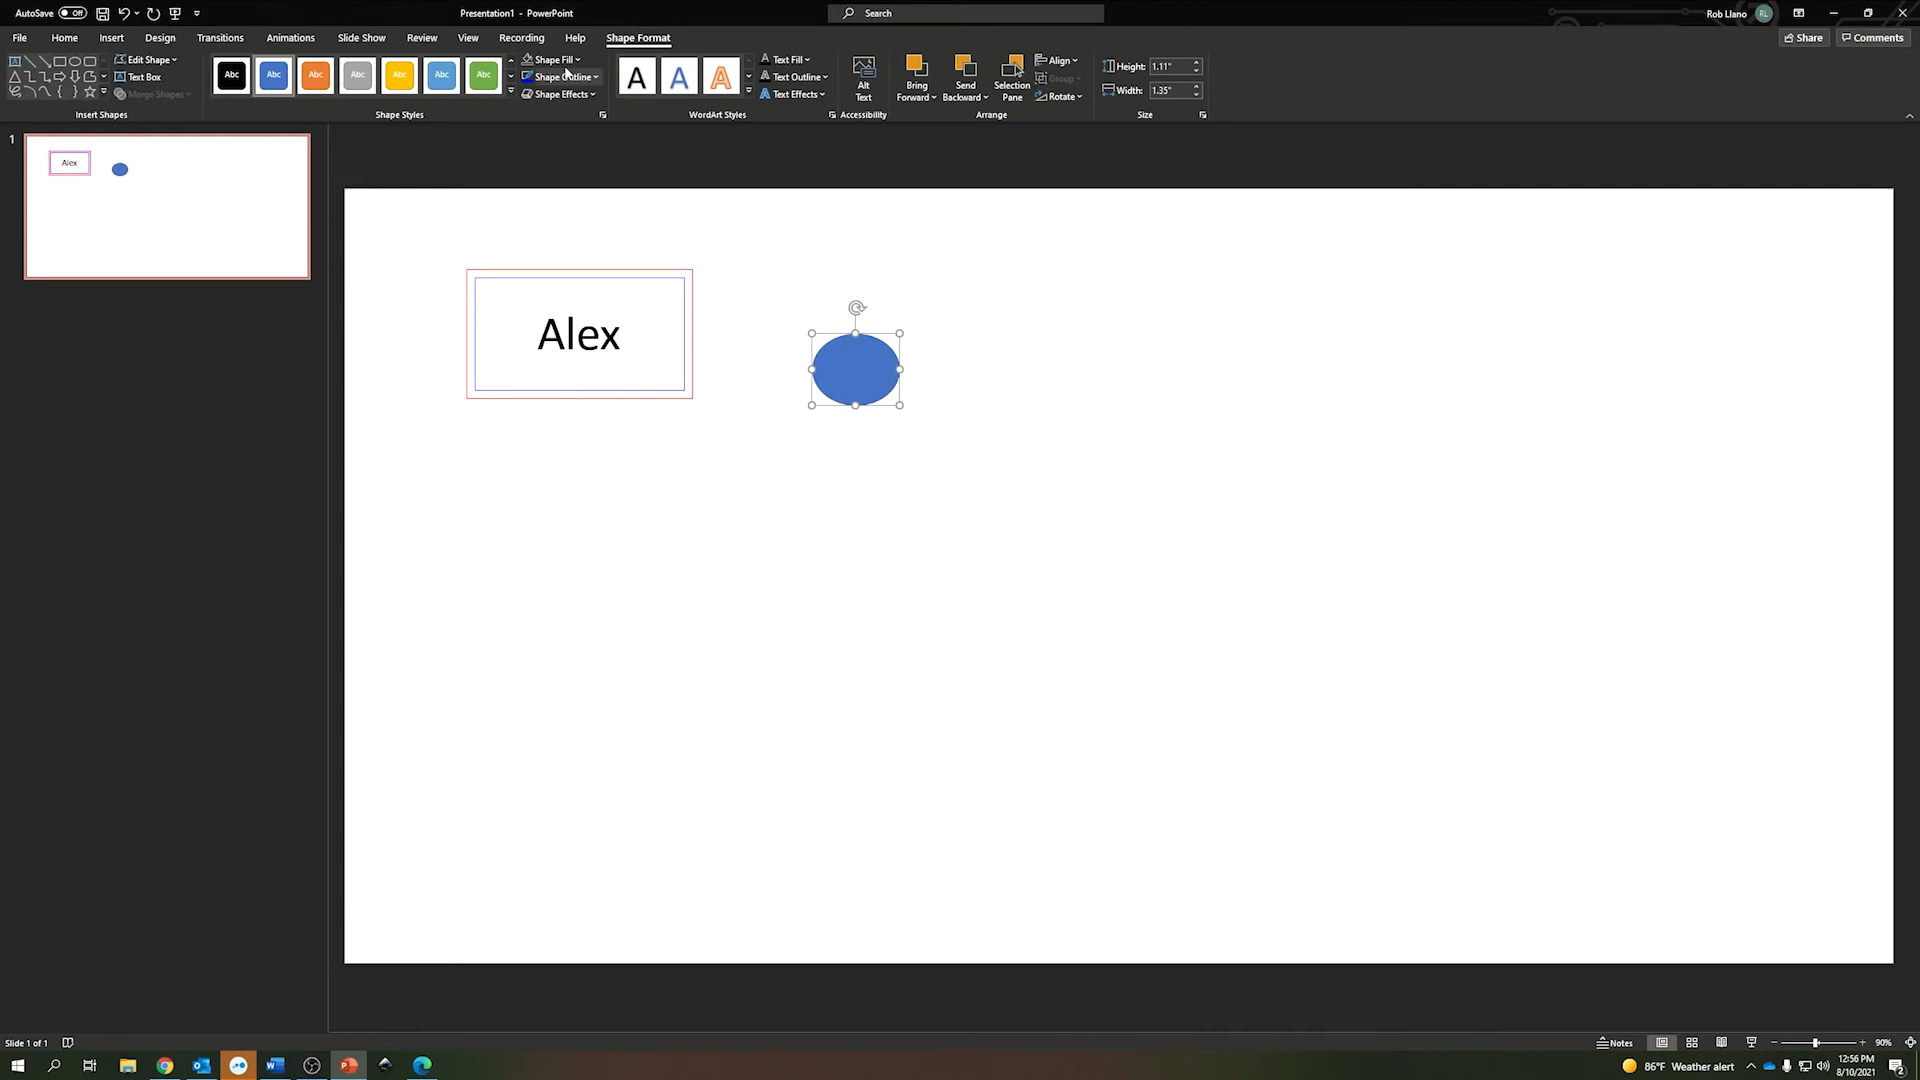 AutoSave Off
Presentation1 - PowerPoint
Search
Rob Llano RL
File Home Insert Design Transitions Animations Slide Show Review View Recording Help Shape Format
Share Comments
Edit Shape
Text Box
Merge Shapes
Insert Shapes
Abc Abc Abc Abc Abc Abc Abc
Shape Fill
Shape Outline
Shape Effects
Shape Styles
A A A
Text Fill
Text Outline
Text Effects
WordArt Styles
Alt
Text
Accessibility
Bring
Forward
Send
Backward
Selection
Pane
Align
Group
Rotate
Arrange
Height: 1.11"
Width: 1.35"
Size
1
Alex
Alex
Slide 1 of 1
Notes
90%
86°F Weather alert
12:56 PM
8/10/2021
2